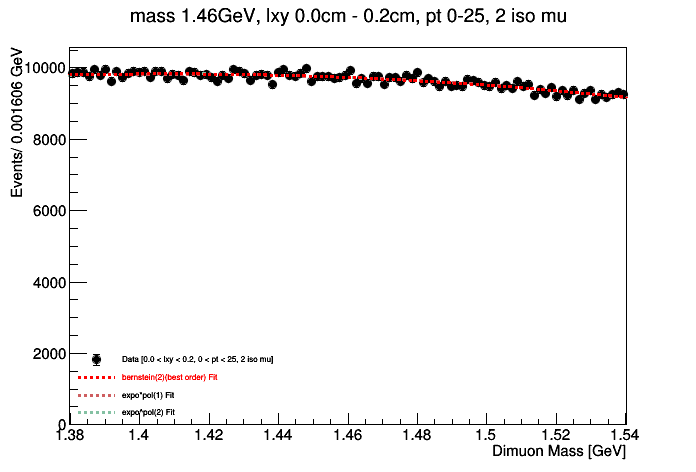 mass 1.46GeV, lxy 0.0cm - 0.2cm, pt 0-25, 2 iso mu
Events/ 0.001606 GeV
10000
8000
6000
4000
2000
0
Data [0.0 < lxy < 0.2, 0 < pt < 25, 2 iso mu]
bernstein(2)(best order) Fit
expo*pol(1) Fit
expo*pol(2) Fit
1.38 1.4 1.42 1.44 1.46 1.48 1.5 1.52 1.54
Dimuon Mass [GeV]